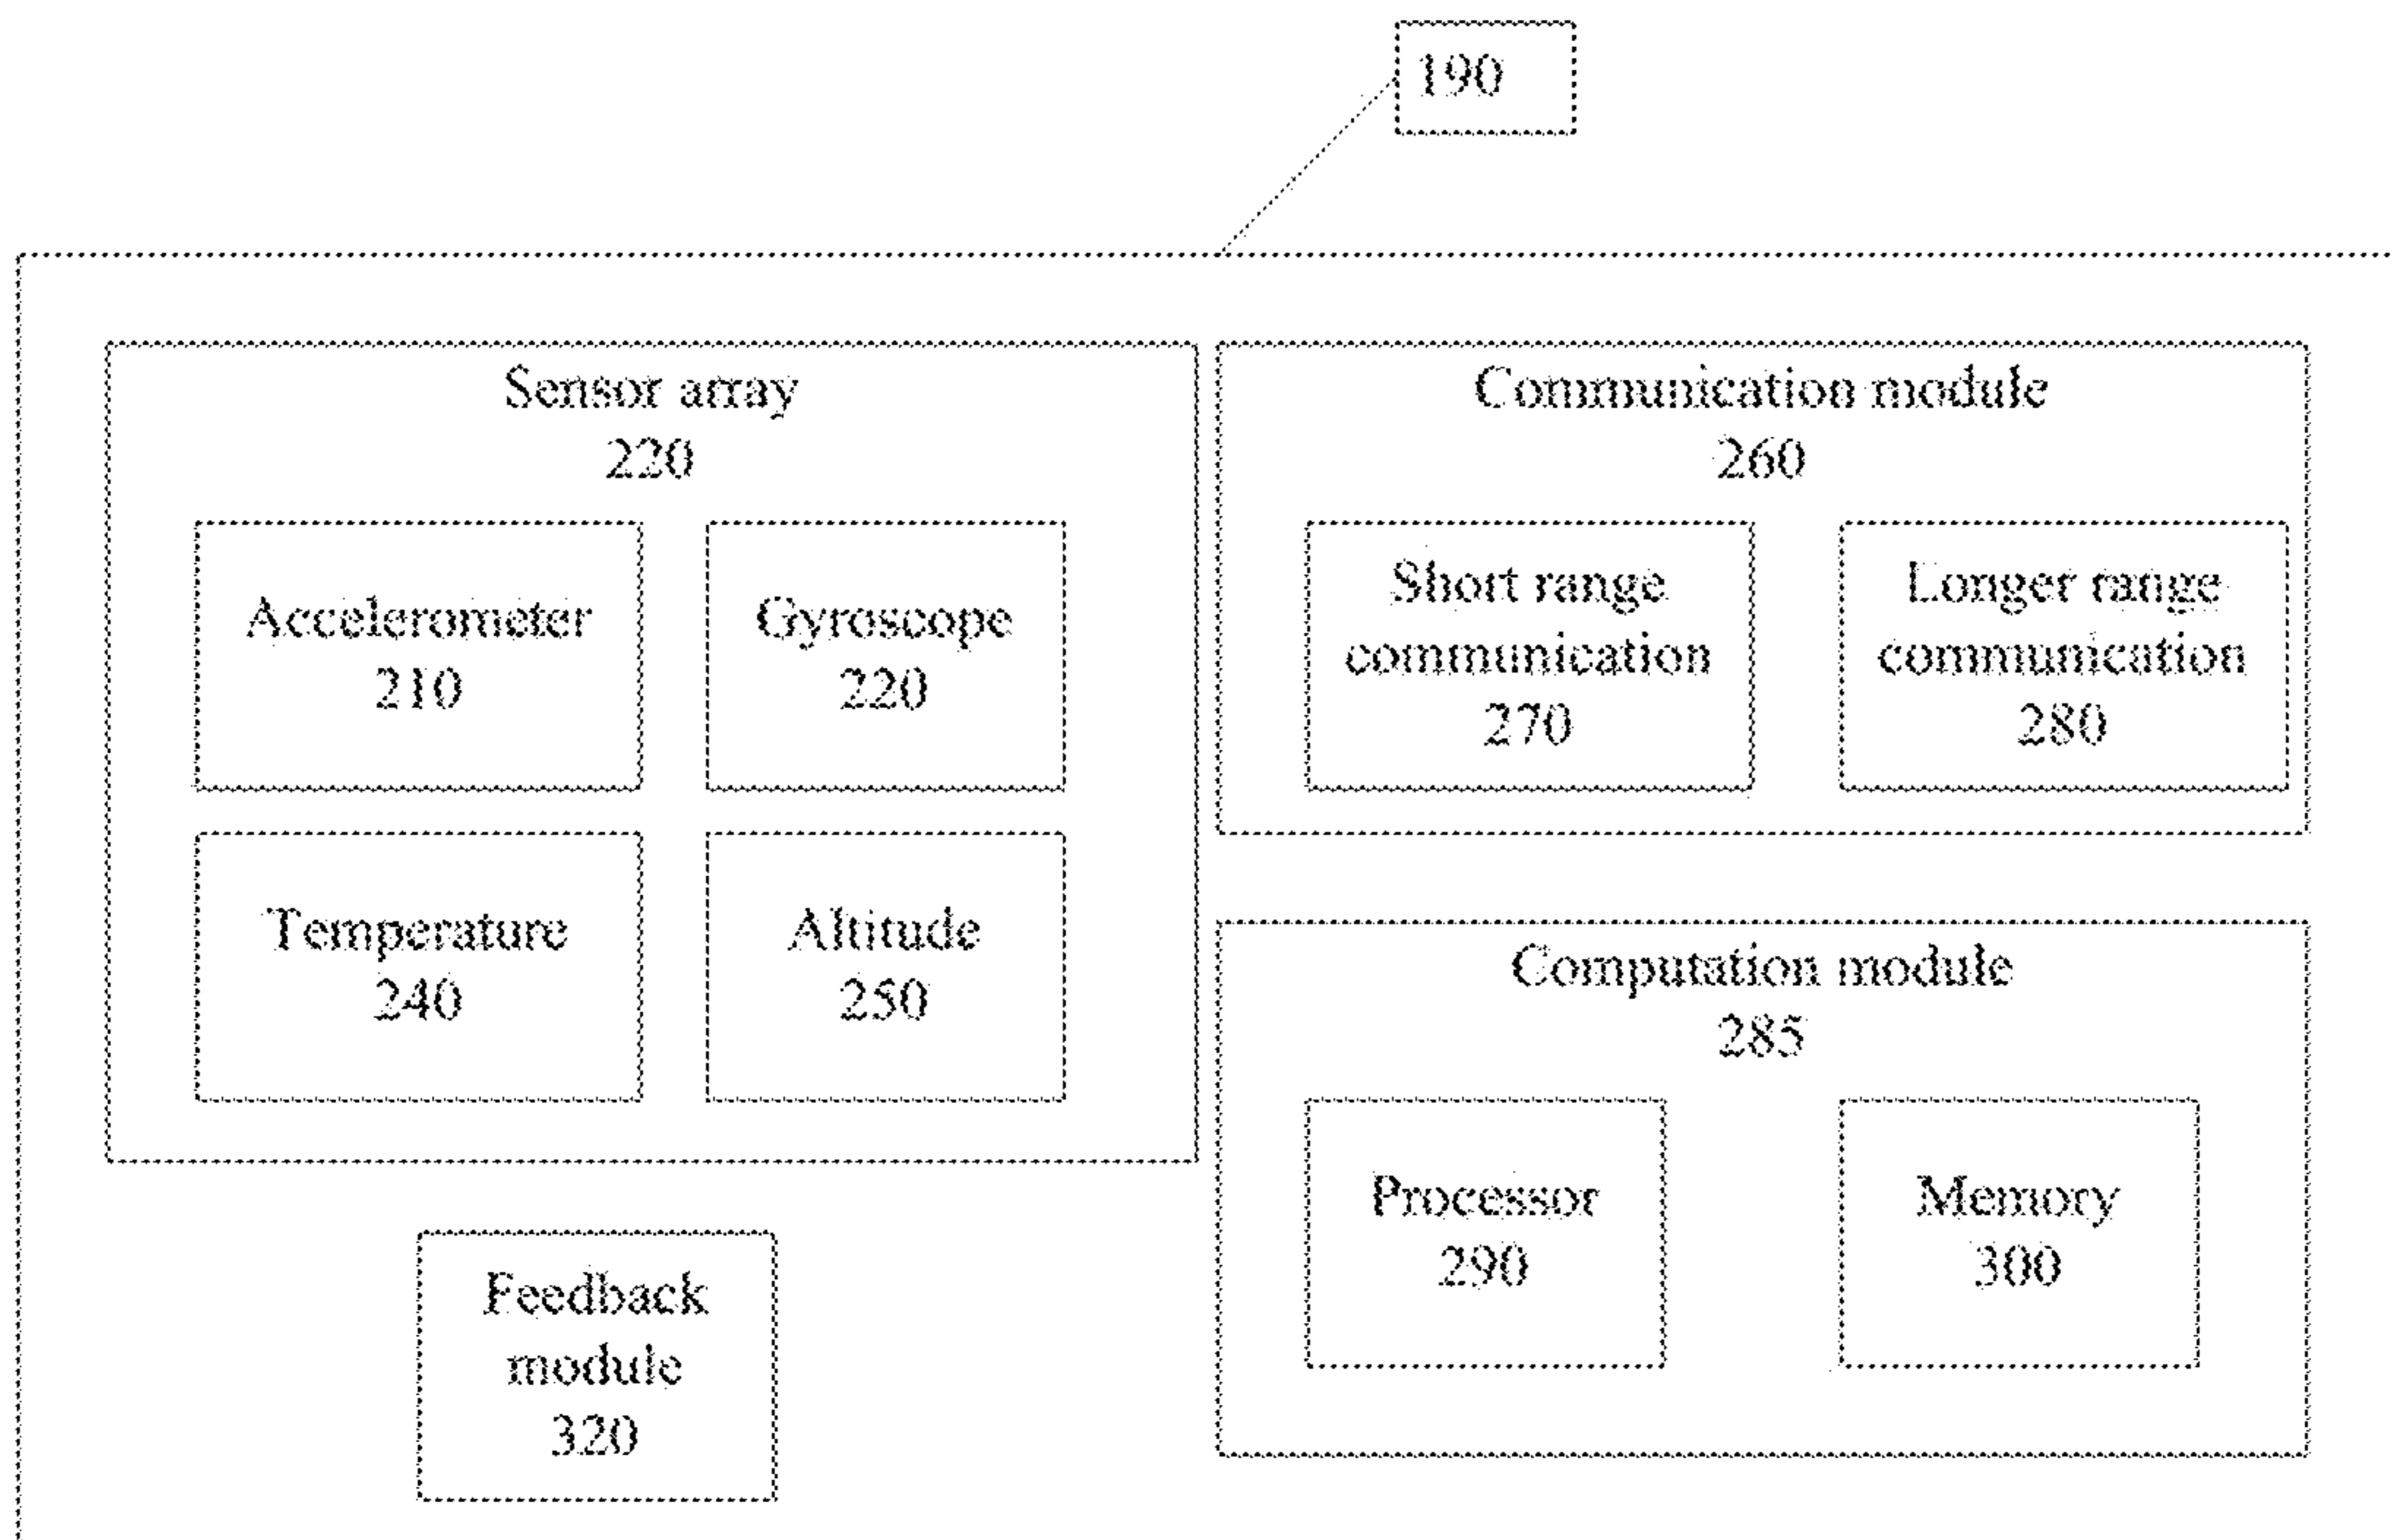 190
Sensor array
220
Accelerometer
210
Gyroscope
220
Temperature
240
Altitude
250
Communication module
260
Short range
communication
270
Longer range
communication
280
Computation module
285
Processor
290
Memory
300
Feedback
module
320